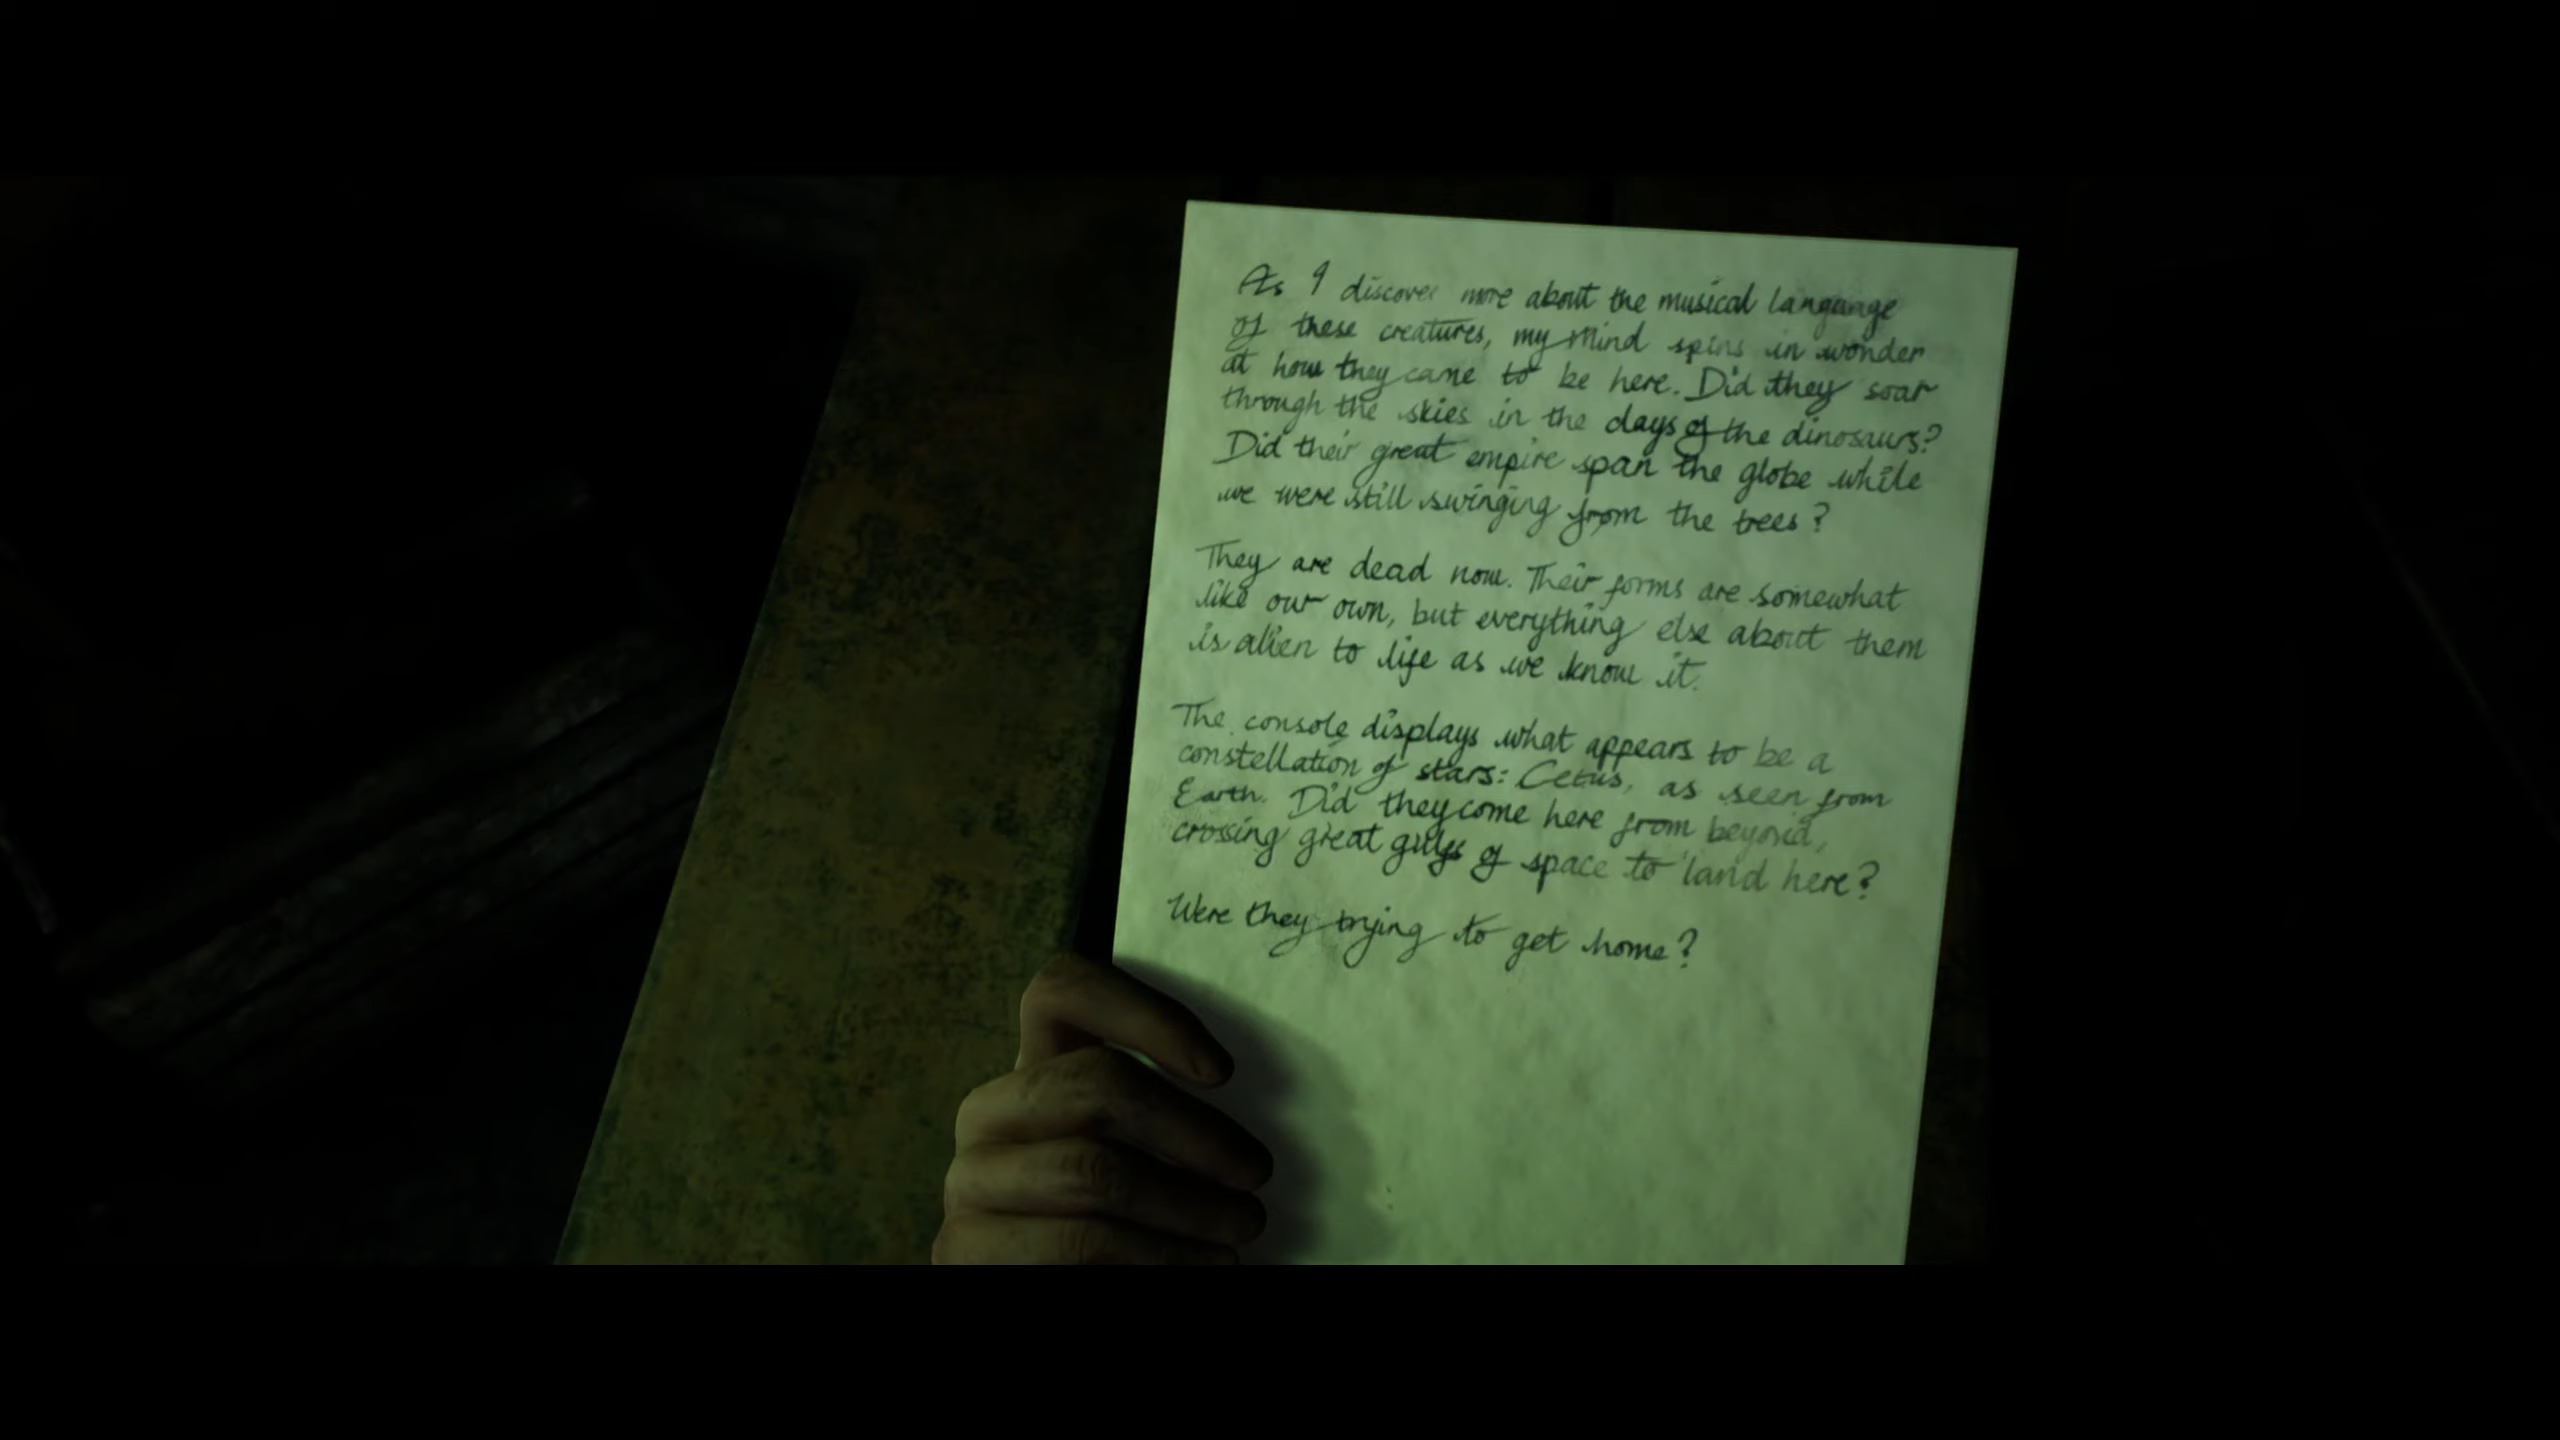 As I discover more about the musical language
of these creatures, my mind spins in wonder
at how they came to be here. Did they soar
through the skies in the days of the dinosaurs?
Did their great empire span the globe while
we were still swinging from the trees?
They are dead now. Their forms are somewhat
like our own, but everything else about them
is alien to life as we know it.
The console displays what appears to be a
constellation of stars: Cetus, as seen from
Earth. Did they come here from beyond,
crossing great gulfs of space to land here?
Were they trying to get home?